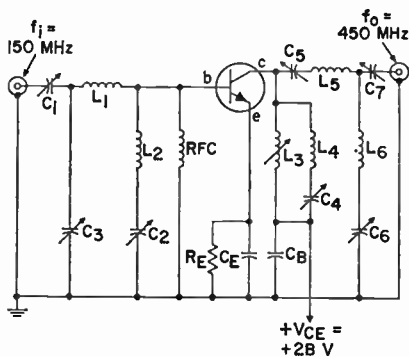 fi =
150 MHz
fo =
450 MHz
C1
L1
b
c
e
C5
L5
C7
L2
RFC
L3
L4
L6
C4
C3
C2
RE
CE
CB
C6
+VCE =
+28 V